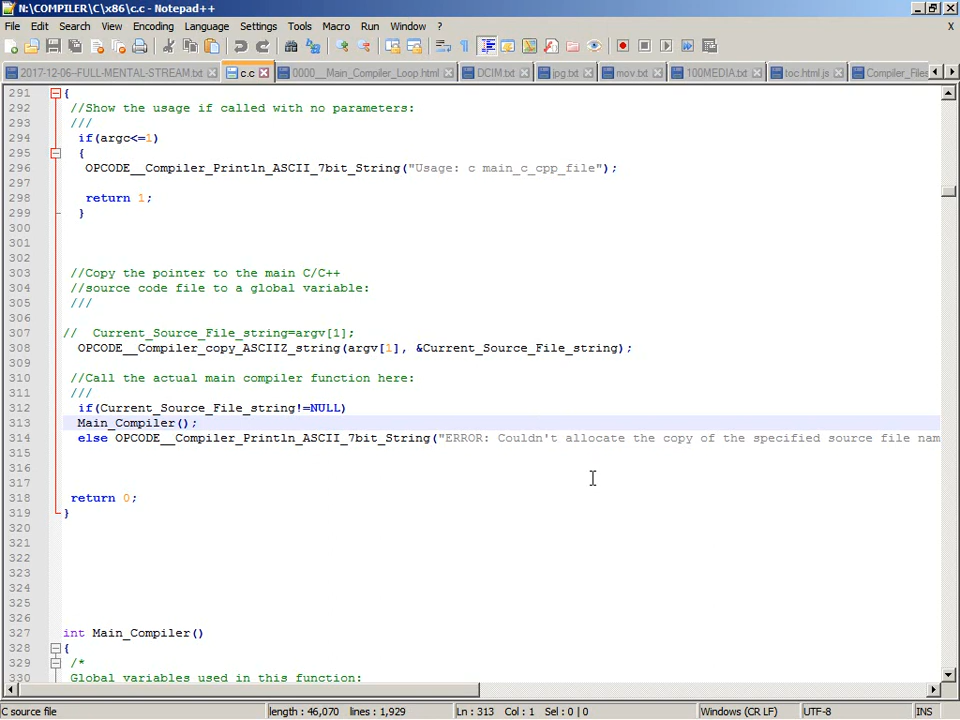 N:\COMPILER\C\x86\c.c - Notepad++
File Edit Search View Encoding Language Settings Tools Macro Run Window ? X
2017-12-06-FULL-MENTAL-STREAM.txt c.c 0000__Main_Compiler_Loop.html DCIM.txt jpg.txt mov.txt 100MEDIA.txt toc.html.js Compiler_Files
291 {
292 //Show the usage if called with no parameters:
293 ///
294 if(argc<=1)
295 {
296 OPCODE__Compiler_Println_ASCII_7bit_String("Usage: c main_c_cpp_file");
297
298 return 1;
299 }
300
301
302
303 //Copy the pointer to the main C/C++
304 //source code file to a global variable:
305 ///
306
307 // Current_Source_File_string=argv[1];
308 OPCODE__Compiler_copy_ASCIIZ_string(argv[1], &Current_Source_File_string);
309
310 //Call the actual main compiler function here:
311 ///
312 if(Current_Source_File_string!=NULL)
313 Main_Compiler();
314 else OPCODE__Compiler_Println_ASCII_7bit_String("ERROR: Couldn't allocate the copy of the specified source file nam
315
316
317
318 return 0;
319 }
320
321
322
323
324
325
326
327 int Main_Compiler()
328 {
329 /*
330 Global variables used in this function:
C source file length : 46,070 lines : 1,929 Ln : 313 Col : 1 Sel : 0 | 0 Windows (CR LF) UTF-8 INS